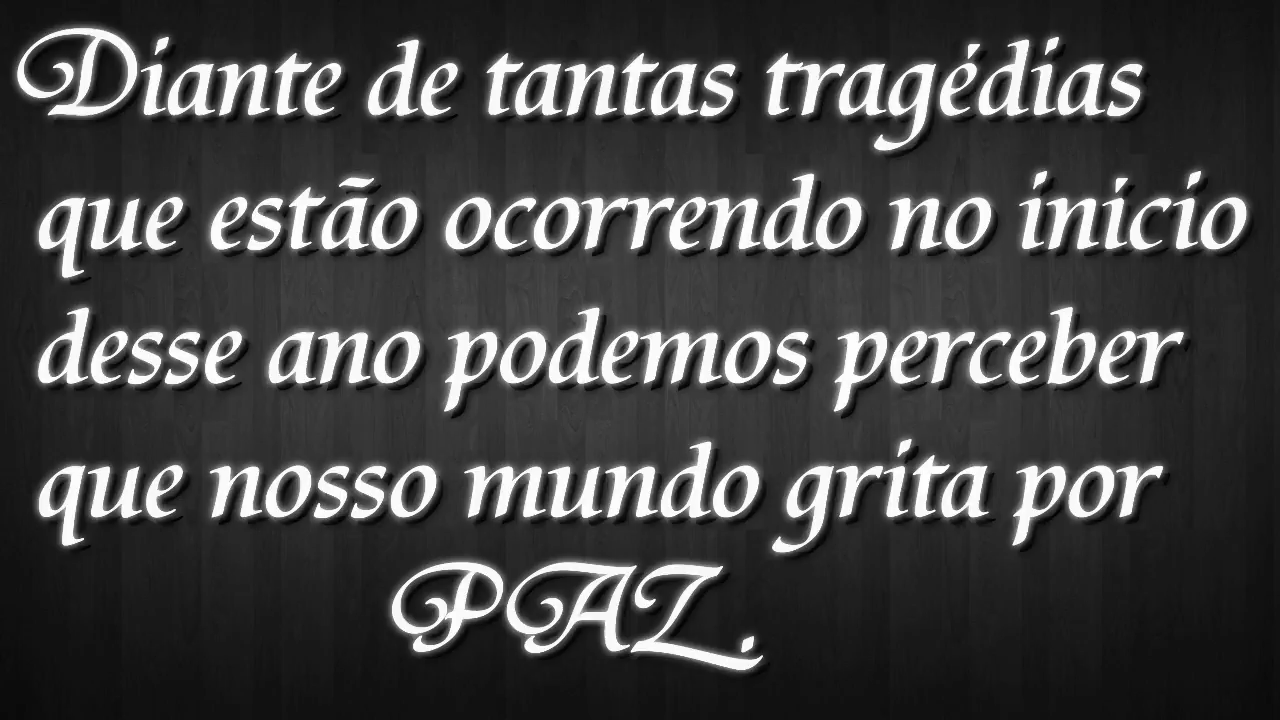 Diante de tantas tragédias
que estão ocorrendo no inicio
desse ano podemos perceber
que nosso mundo grita por
PAZ.